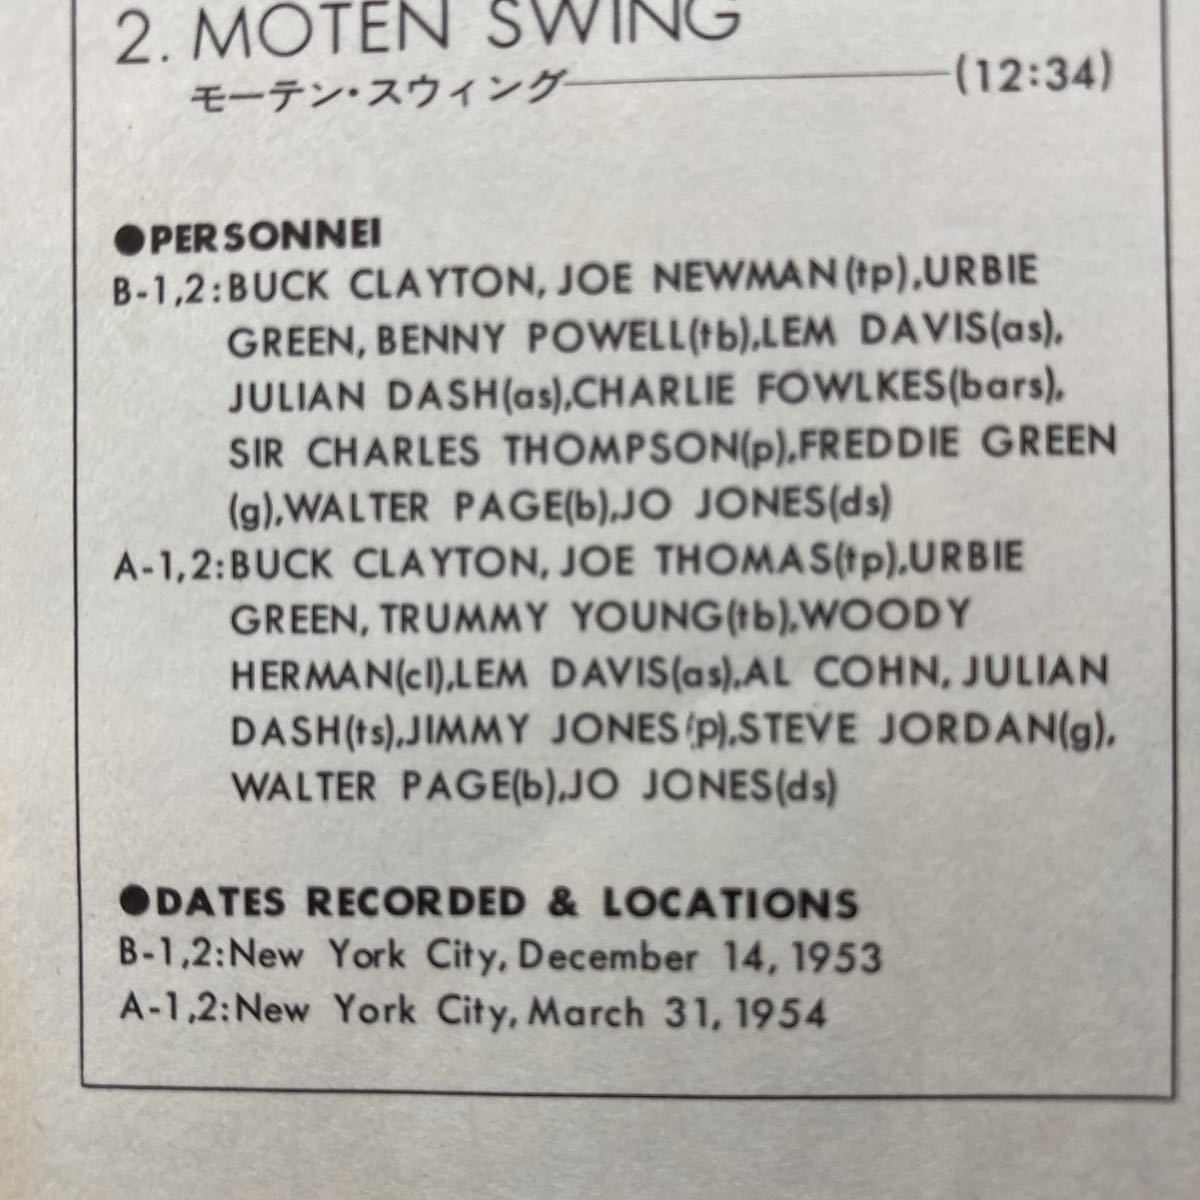 2. MOTEN SWING
モーテン・スウィング (12:34)
●PERSONNEl
B-1,2:BUCK CLAYTON, JOE NEWMAN(tp),URBIE
GREEN, BENNY POWELL(tb),LEM DAVIS(as),
JULIAN DASH(as),CHARLIE FOWLKES(bars),
SIR CHARLES THOMPSON(p),FREDDIE GREEN
(g),WALTER PAGE(b),JO JONES(ds)
A-1,2:BUCK CLAYTON, JOE THOMAS(tp),URBIE
GREEN, TRUMMY YOUNG(tb),WOODY
HERMAN(cl),LEM DAVIS(as),AL COHN, JULIAN
DASH(ts),JIMMY JONES(p),STEVE JORDAN(g),
WALTER PAGE(b),JO JONES(ds)
●DATES RECORDED & LOCATIONS
B-1,2:New York City, December 14, 1953
A-1,2:New York City, March 31, 1954